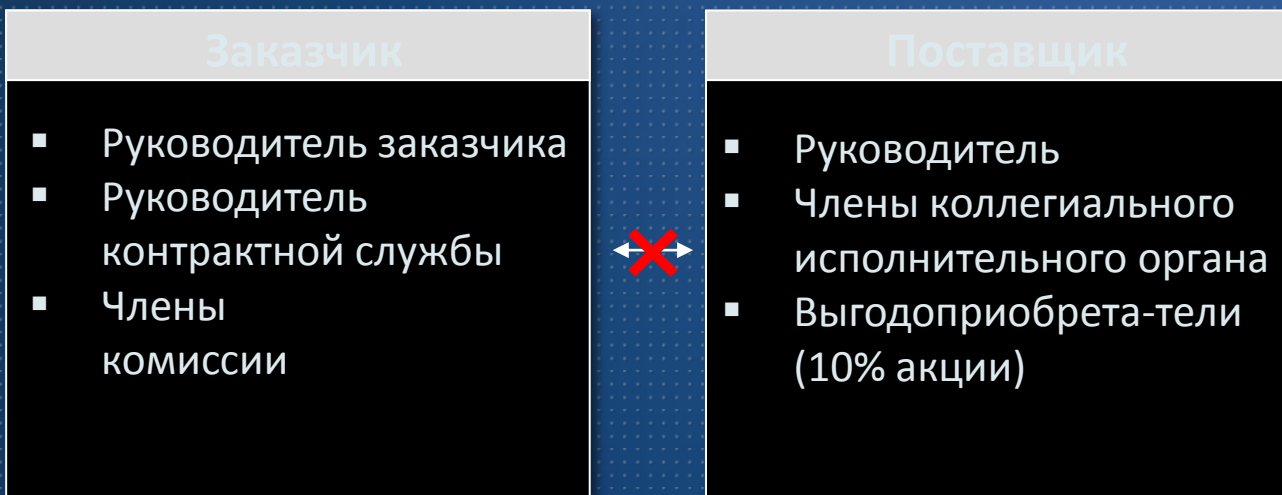 Заказчик
▪ Руководитель заказчика
▪ Руководитель
контрактной службы
▪ Члены
комиссии
Поставщик
▪ Руководитель
▪ Члены коллегиального
исполнительного органа
▪ Выгодоприобрета-тели
(10% акции)